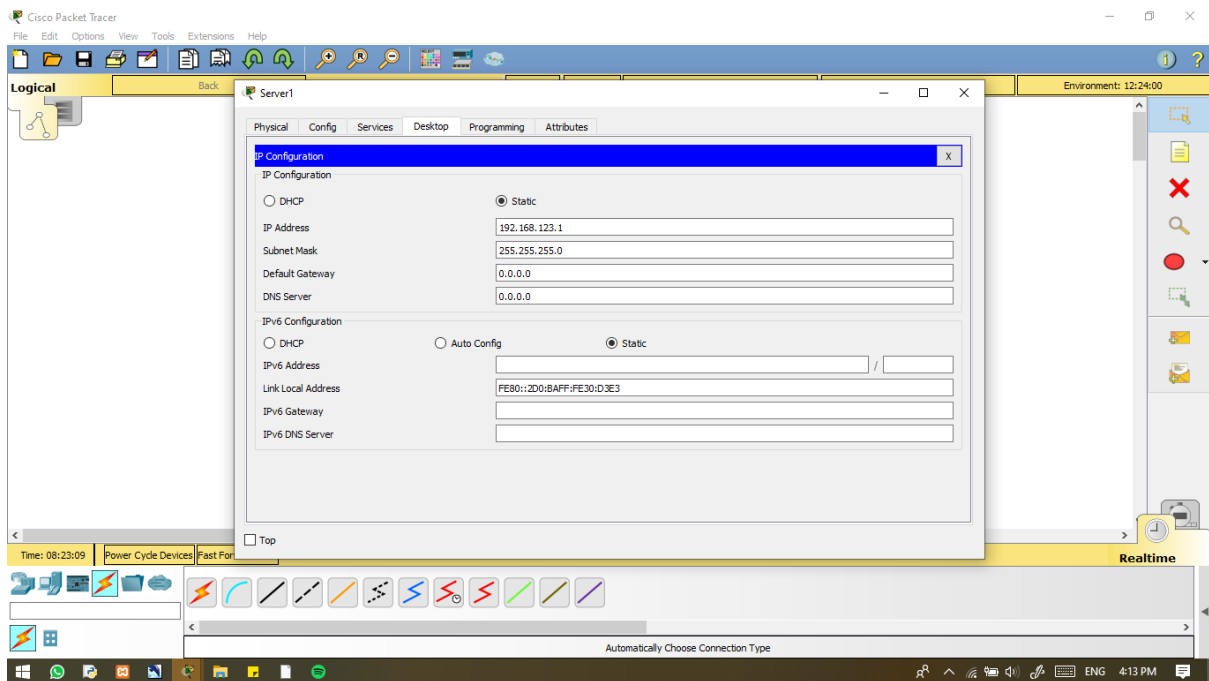 Cisco Packet Tracer
File Edit Options View Tools Extensions Help
Logical
Back
Environment: 12:24:00
Server1
Physical Config Services Desktop Programming Attributes
IP Configuration X
IP Configuration
DHCP Static
IP Address 192.168.123.1
Subnet Mask 255.255.255.0
Default Gateway 0.0.0.0
DNS Server 0.0.0.0
IPv6 Configuration
DHCP Auto Config Static
IPv6 Address /
Link Local Address FE80::2D0:BAFF:FE30:D3E3
IPv6 Gateway
IPv6 DNS Server
Top
Time: 08:23:09 Power Cycle Devices Fast For
Realtime
Automatically Choose Connection Type
ENG 4:13 PM